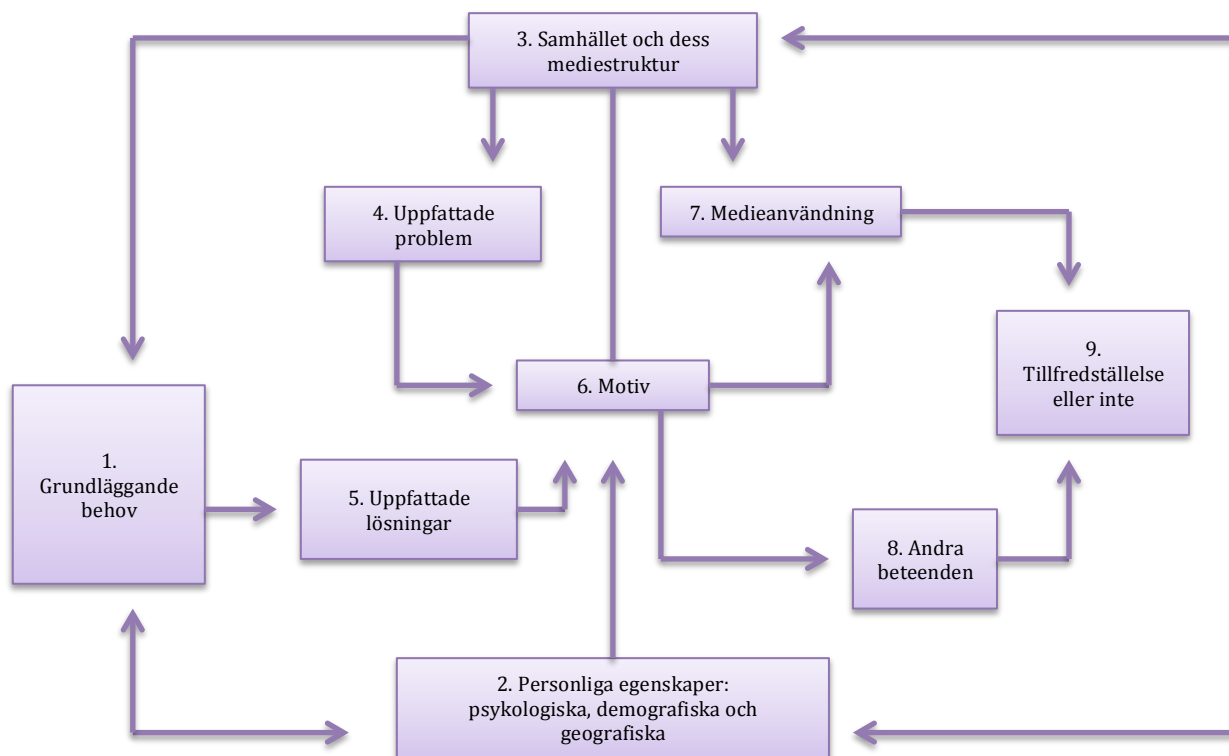 3. Samhället och dess
mediestruktur
4. Uppfattade
problem
7. Medieanvändning
9.
Tillfredställelse
eller inte
6. Motiv
1.
Grundläggande
behov
5. Uppfattade
lösningar
8. Andra
beteenden
2. Personliga egenskaper:
psykologiska, demografiska och
geografiska